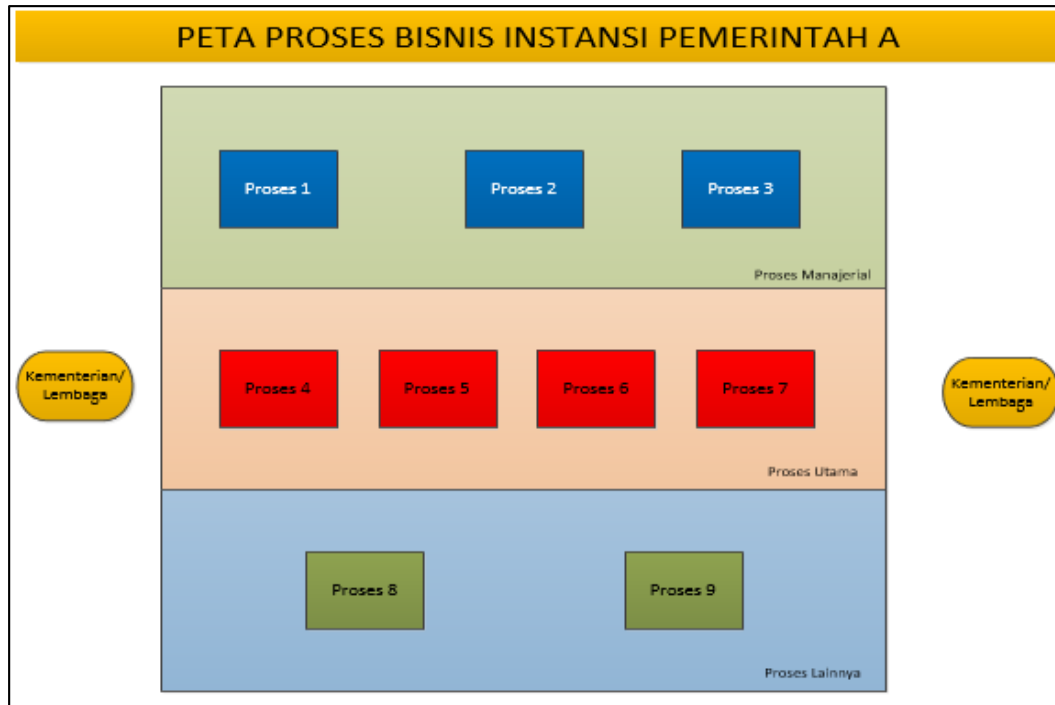 PETA PROSES BISNIS INSTANSI PEMERINTAH A
Proses 1
Proses 2
Proses 3
Proses Manajerial
Kementerian/
Lembaga
Proses 4
Proses 5
Proses 6
Proses 7
Kementerian/
Lembaga
Proses Utama
Proses 8
Proses 9
Proses Lainnya